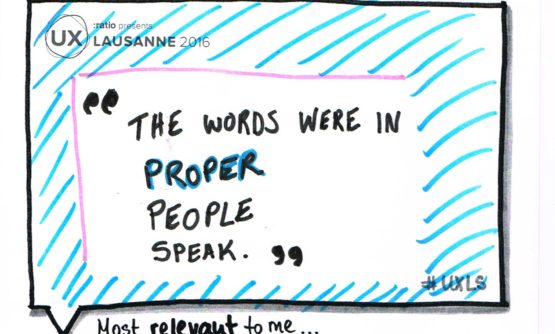 :ratio presents
UX LAUSANNE 2016
“ THE WORDS WERE IN
PROPER
PEOPLE
SPEAK. ”
#UXLS
Most relevant to me...